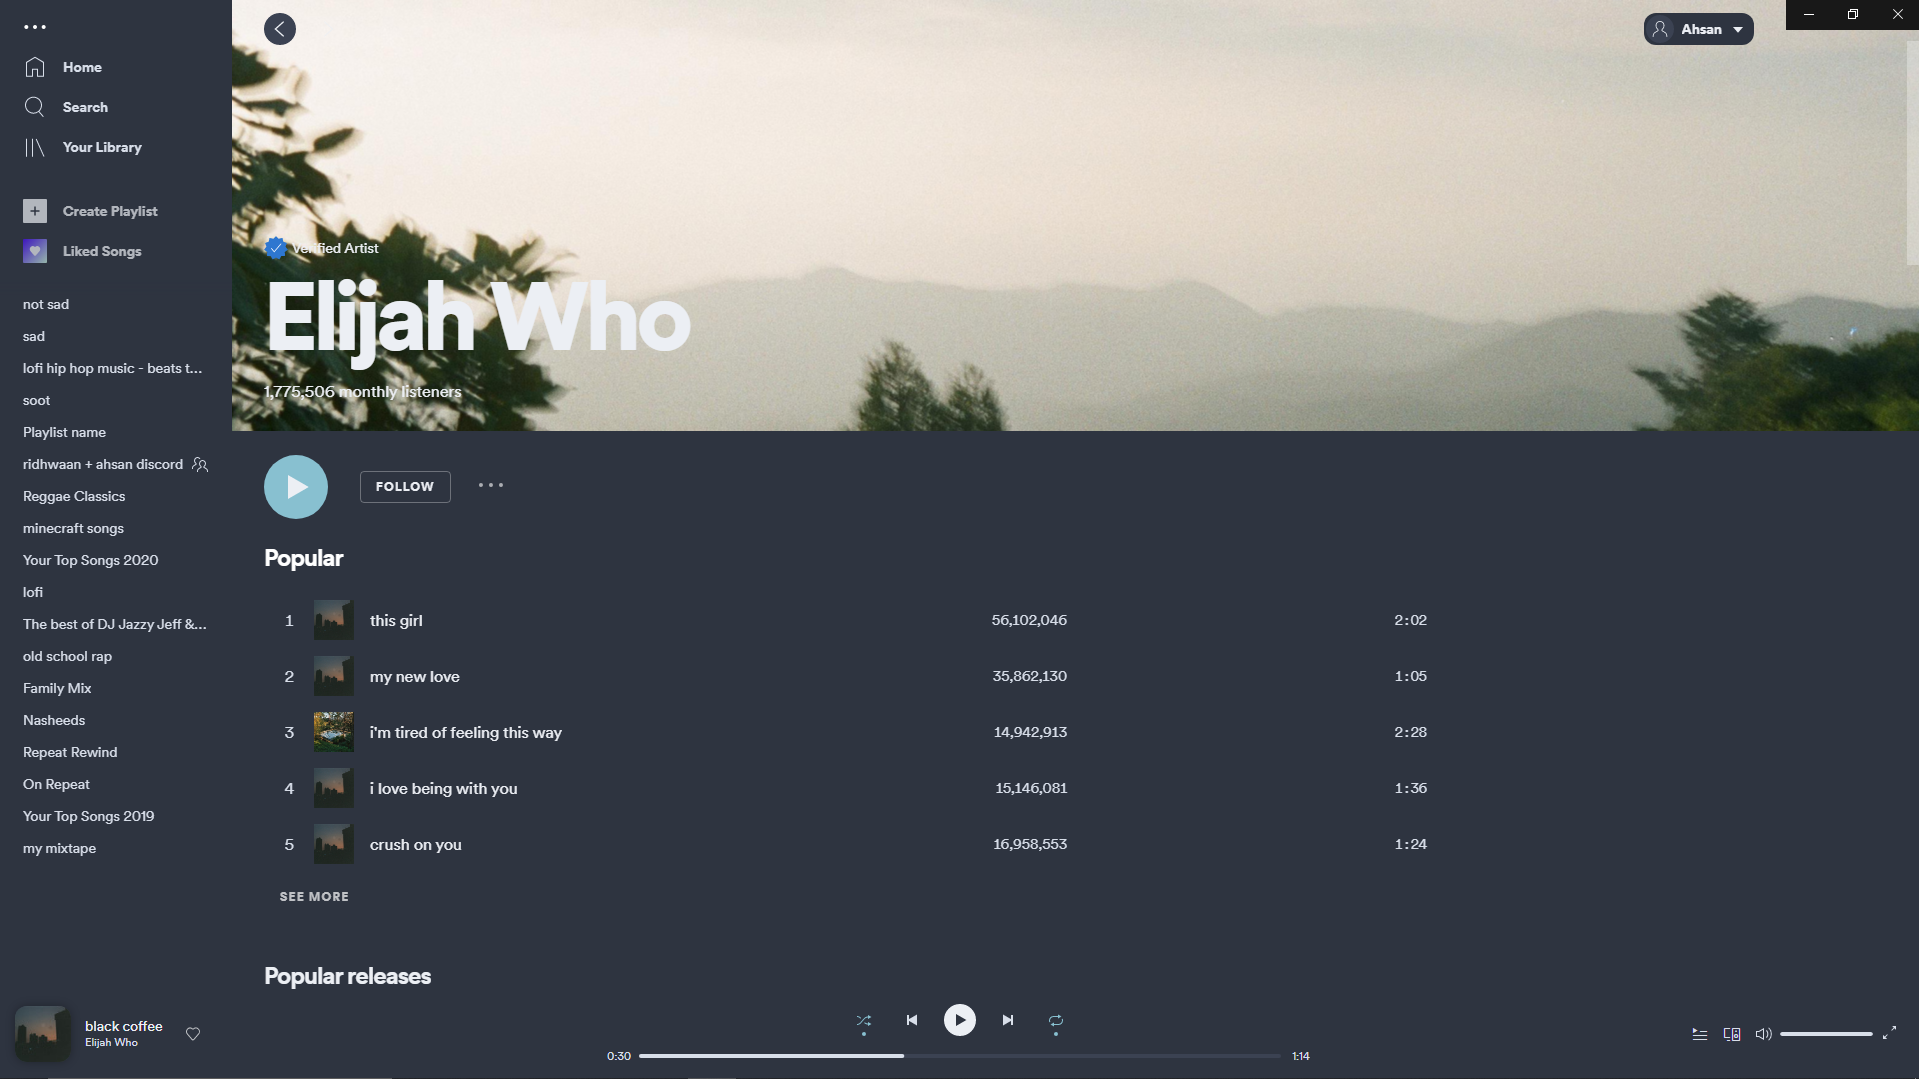 Home
Search
Your Library
Create Playlist
Liked Songs
not sad
sad
lofi hip hop music - beats t...
soot
Playlist name
ridhwaan + ahsan discord
Reggae Classics
minecraft songs
Your Top Songs 2020
lofi
The best of DJ Jazzy Jeff &...
old school rap
Family Mix
Nasheeds
Repeat Rewind
On Repeat
Your Top Songs 2019
my mixtape
Ahsan
Verified Artist
Elijah Who
1,775,506 monthly listeners
FOLLOW
Popular
1 this girl 56,102,046 2:02
2 my new love 35,862,130 1:05
3 i'm tired of feeling this way 14,942,913 2:28
4 i love being with you 15,146,081 1:36
5 crush on you 16,958,553 1:24
SEE MORE
Popular releases
black coffee
Elijah Who
0:30 1:14